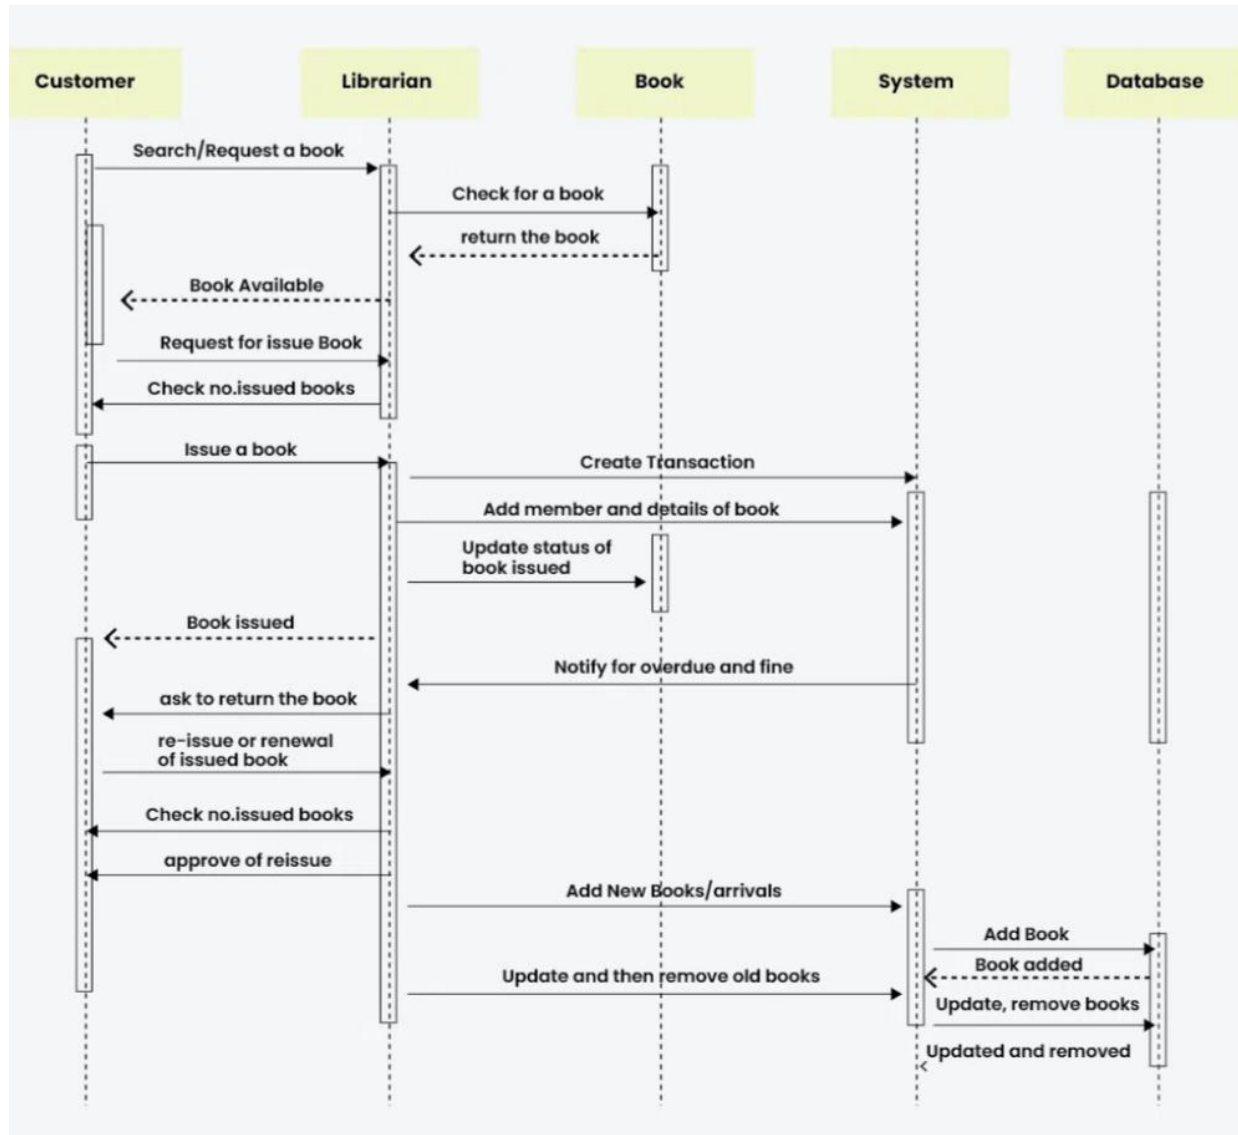 Customer
Librarian
Book
System
Database
Search/Request a book
Check for a book
return the book
Book Available
Request for issue Book
Check no.issued books
Issue a book
Create Transaction
Add member and details of book
Update status of
book issued
Book issued
Notify for overdue and fine
ask to return the book
re-issue or renewal
of issued book
Check no.issued books
approve of reissue
Add New Books/arrivals
Add Book
Book added
Update and then remove old books
Update, remove books
Updated and removed